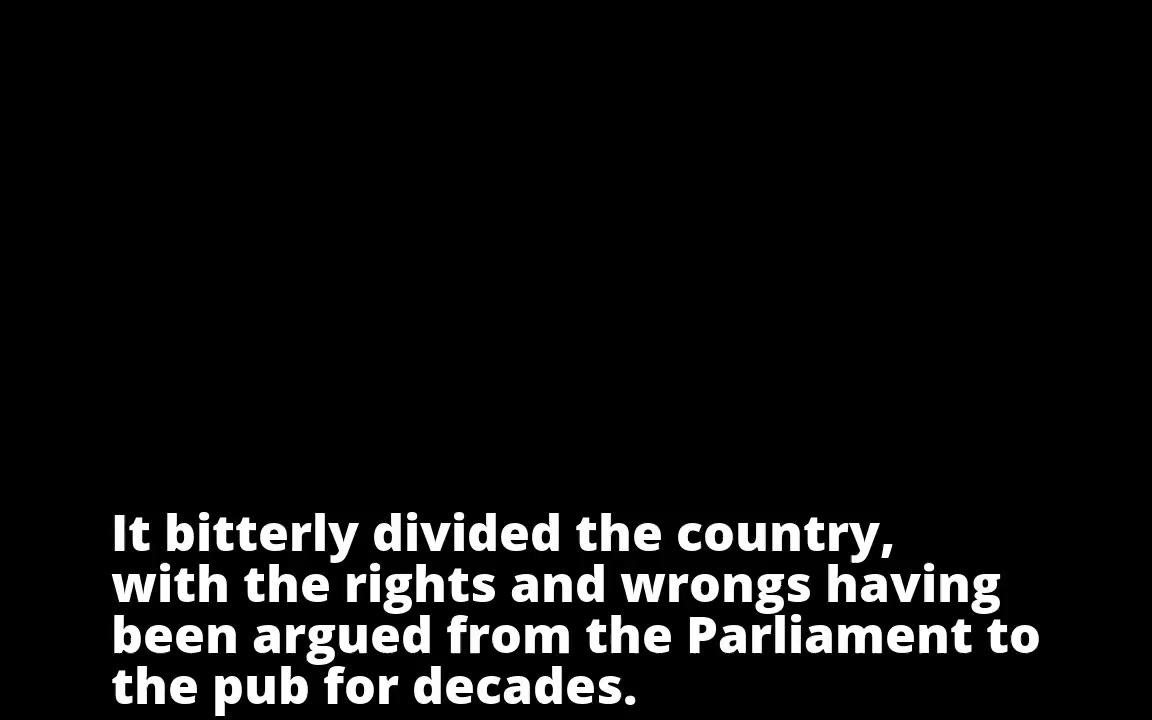 It bitterly divided the country,
with the rights and wrongs having
been argued from the Parliament to
the pub for decades.